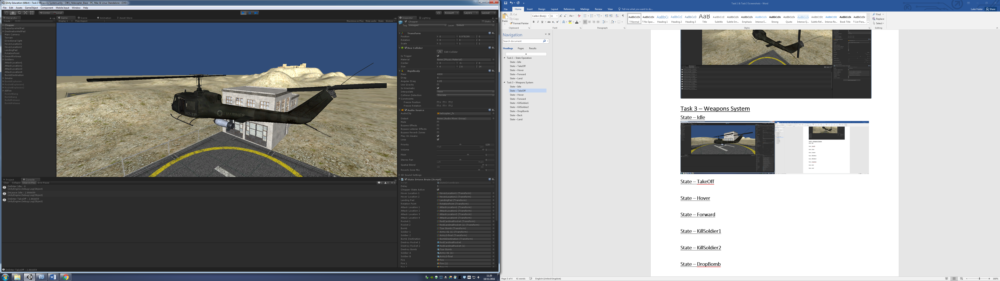 Unity Education (64bit) - Task 3 Weapons System.unity - CW1_Helecopter_Base - PC, Mac & Linux Standalone <DX9>
File Edit Assets GameObject Component Mobile Input Window Help
Center Local
Account Layers Layout
Hierarchy
Create
Chopper
DepartureHeliPad
DestinationHeliPad
Main Camera
Terrain
Directional light
HoverLocation1
HoverLocation2
LandingPad
RotationPoint
DesertFortress
Soldiers
AttackLocation1
AttackLocation2
AttackLocation3
AttackLocation4
BombDestination
Smoke
BombExplosion
RocketExplosion1
RocketExplosion2
AllFire
RocketBang
BombBang
BulletRelease
BombRelease
Game Scene Animation Asset Store
Display 1 Free Aspect Maximize on Play Mute audio Stats Gizmos
N2-TP MARINES
Project Console
Clear Collapse Clear on Play Error Pause 3 0 0
OnEnter Idle : 0
UnityEngine.Debug:Log(Object)
OnLeave Idle : 2.866659
UnityEngine.Debug:Log(Object)
OnEnter TakeOff : 2.866659
UnityEngine.Debug:Log(Object)
OnEnter TakeOff : 2.866659
Inspector Lighting
Chopper Static
Tag Untagged Layer Default
Transform
Position X 0 Y 8.978299 Z 0
Rotation X 0 Y 0 Z 0
Scale X 1 Y 1 Z 1
Box Collider
Edit Collider
Is Trigger
Material None (Physic Material)
Center X 0 Y -1 Z 0
Size X 4 Y 2.6 Z 14
Rigidbody
Mass 4000
Drag 0
Angular Drag 0.05
Use Gravity
Is Kinematic
Interpolate None
Collision Detection Discrete
Constraints
Freeze Position X Y Z
Freeze Rotation X Y Z
Audio Source
AudioClip helicopter_fx
Output None (Audio Mixer Group)
Mute
Bypass Effects
Bypass Listener Effects
Bypass Reverb Zones
Play On Awake
Loop
Priority 128
High Low
Volume 1
Pitch 1
Stereo Pan 0
Left Right
Spatial Blend 1
2D 3D
Reverb Zone Mix 1
3D Sound Settings
State Driven Brain (Script)
Script StateDrivenBrain
Delay 5
Chopper State Active
Hover Location 1 HoverLocation1 (Transform)
Hover Location 2 HoverLocation2 (Transform)
Landing Pad LandingPad (Transform)
Rotation Point RotationPoint (Transform)
Attack Location 1 AttackLocation1 (Transform)
Attack Location 2 AttackLocation2 (Transform)
Attack Location 3 AttackLocation3 (Transform)
Attack Location 4 AttackLocation4 (Transform)
Rocket 1 RedCardinalRocket (Transform)
Rocket 2 RedCardinalRocket (1) (Transform)
Bomb Tzar Bomb (Transform)
Soldier 1 Army 01 (1) (Transform)
Soldier 2 Army3-final (Transform)
Bomb Destination BombDestination (Transform)
Destroy Rocket 1 RedCardinalRocket
Destroy Rocket 2 RedCardinalRocket (1)
Destroy Bomb Tzar Bomb
Soldier A Army 01 (1)
Soldier B Army3-final
Fire Fire
Fire 1 Fire (1)
11:20
18/11/2016
Task 1 & Task 3 Screenshots - Word
File Home Insert Design Layout References Mailings Review View Tell me what you want to do... Luke Foster Share
Paste Cut
Copy
Format Painter
Calibri (Body) 11
¶ Normal ¶ No Spac... Heading 1 Heading 2 Heading 3 Title Subtitle Subtle Em... Emphasis Intense E... Strong Quote Intense Q... Subtle Ref... Intense Re... Book Title ¶ List Para...
Find
Replace
Select
Clipboard Font Paragraph Styles Editing
Navigation
Search document
Headings Pages Results
Task 1 – State Operation
State – Idle
State – TakeOff
State – Hover
State – Forward
State – Land
Task 3 – Weapons System
State – Idle
State – TakeOff
State – Hover
State – Forward
State – KillSoldier1
State – KillSoldier2
State – DropBomb
State – Back
State – Land
Task 3 – Weapons System
State – Idle
State – TakeOff
State – Hover
State – Forward
State – KillSoldier1
State – KillSoldier2
State – DropBomb
Page 3 of 4 41 words English (United Kingdom) 160%